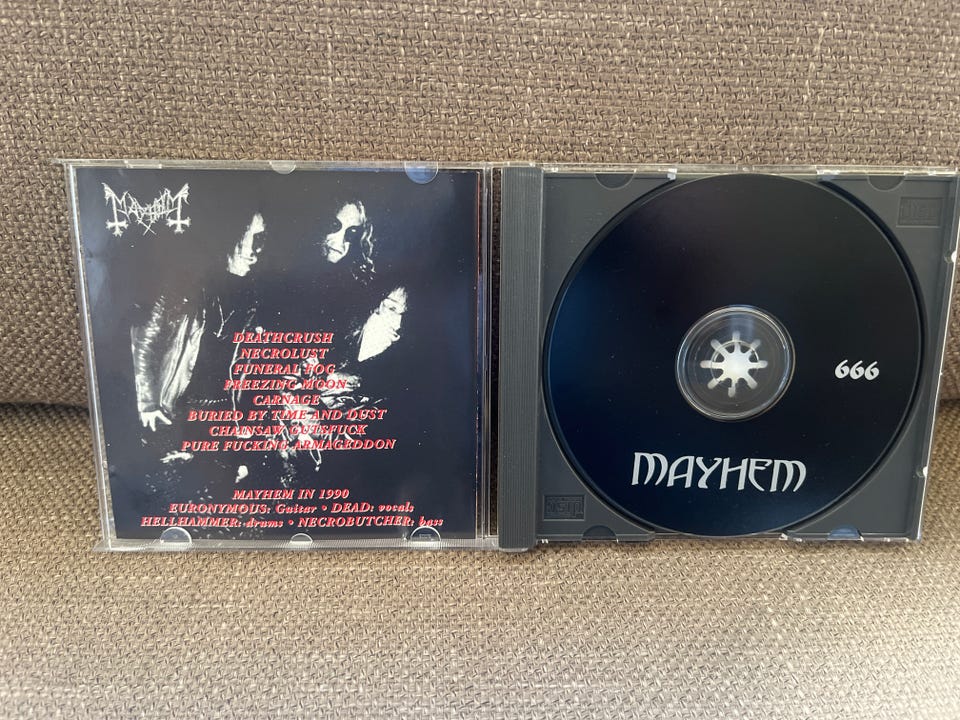 MAYHEM
DEATHCRUSH
NECROLUST
FUNERAL FOG
FREEZING MOON
CARNAGE
BURIED BY TIME AND DUST
CHAINSAW GUTSFUCK
PURE FUCKING ARMAGEDDON
MAYHEM IN 1990
EURONYMOUS: Guitar • DEAD: vocals
HELLHAMMER: drums • NECROBUTCHER: bass
666
MAYHEM